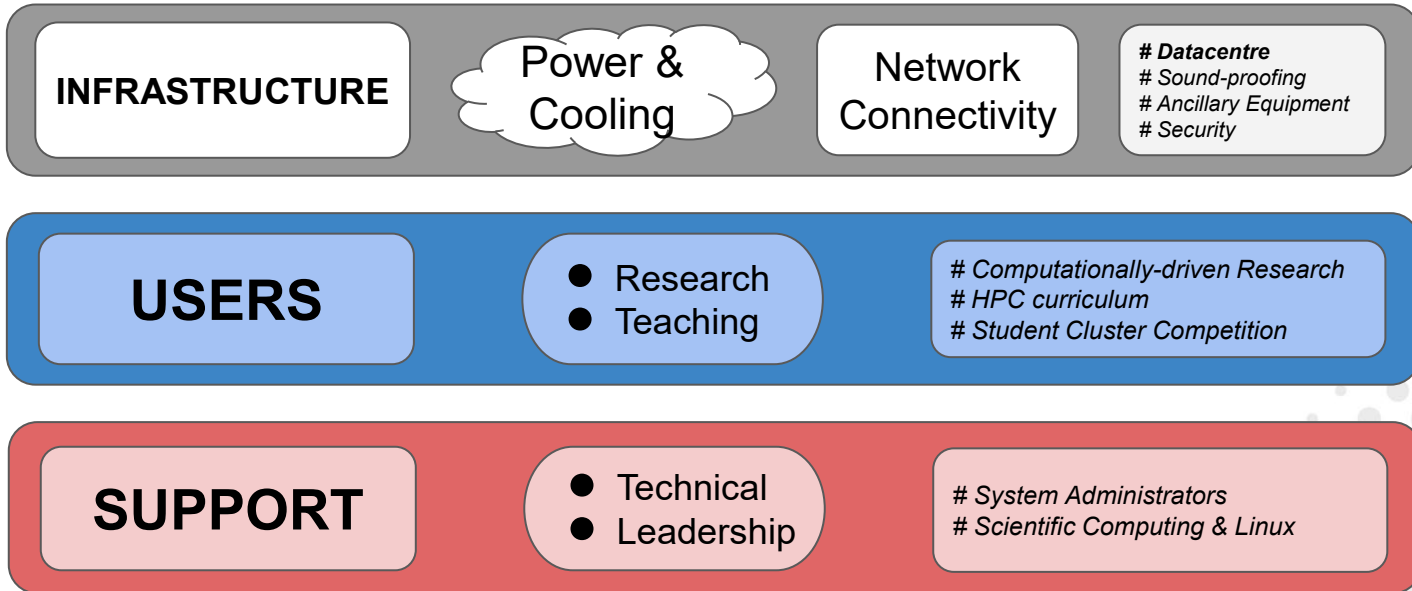 INFRASTRUCTURE
Power &
Cooling
Network
Connectivity
# Datacentre
# Sound-proofing
# Ancillary Equipment
# Security
USERS
● Research
● Teaching
# Computationally-driven Research
# HPC curriculum
# Student Cluster Competition
SUPPORT
● Technical
● Leadership
# System Administrators
# Scientific Computing & Linux